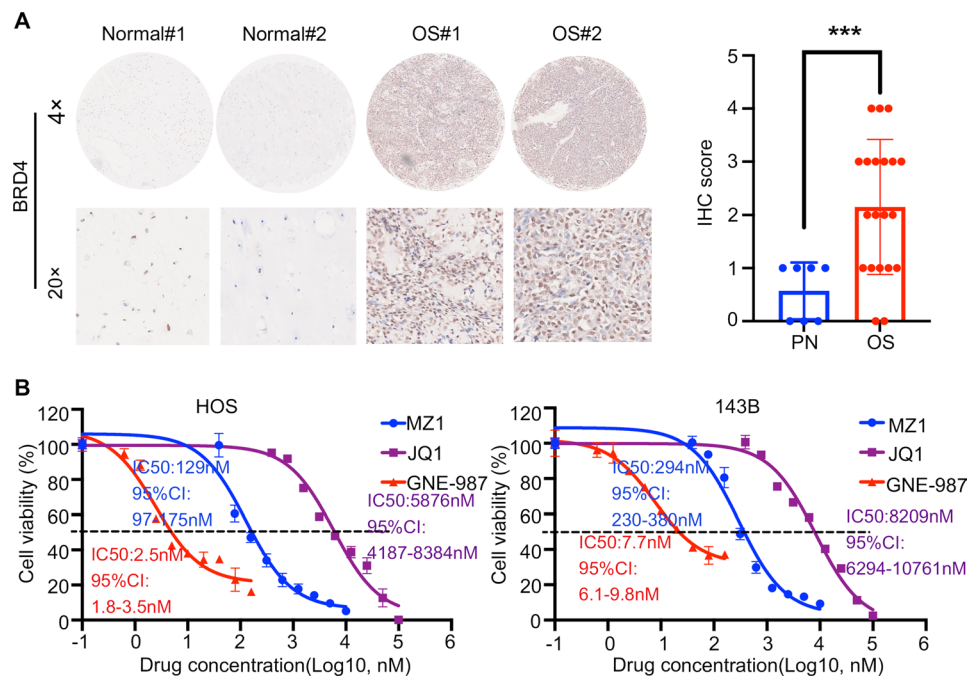 A
Normal#1 Normal#2 OS#1 OS#2
BRD4
4×
20×
***
IHC score
5
4
3
2
1
0
PN OS
B
HOS
Cell viability (%)
120
100
80
60
40
20
0
-1 0 1 2 3 4 5 6
Drug concentration(Log10, nM)
MZ1
JQ1
GNE-987
IC50:129nM
95%CI:
97-175nM
IC50:2.5nM
95%CI:
1.8-3.5nM
IC50:5876nM
95%CI:
4187-8384nM
143B
Cell viability (%)
120
100
80
60
40
20
0
-1 0 1 2 3 4 5 6
Drug concentration(Log10, nM)
MZ1
JQ1
GNE-987
IC50:294nM
95%CI:
230-380nM
IC50:7.7nM
95%CI:
6.1-9.8nM
IC50:8209nM
95%CI:
6294-10761nM